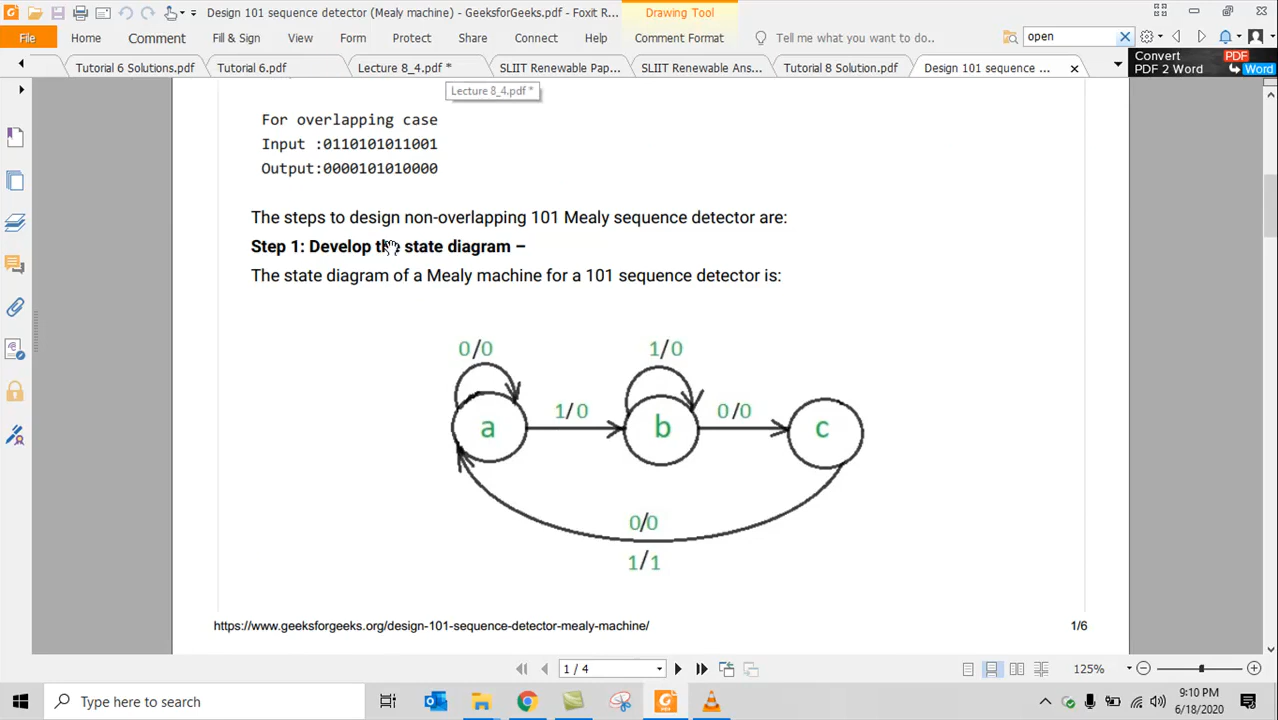 Design 101 sequence detector (Mealy machine) - GeeksforGeeks.pdf - Foxit R...
Drawing Tool
File
Home
Comment
Fill & Sign
View
Form
Protect
Share
Connect
Help
Comment Format
Tell me what you want to do..
open
Tutorial 6 Solutions.pdf
Tutorial 6.pdf
Lecture 8_4.pdf *
SLIIT Renewable Pap...
SLIIT Renewable Ans...
Tutorial 8 Solution.pdf
Design 101 sequence ...
Convert PDF
PDF 2 Word Word
Lecture 8_4.pdf *
For overlapping case
Input :0110101011001
Output:0000101010000
The steps to design non-overlapping 101 Mealy sequence detector are:
Step 1: Develop the state diagram –
The state diagram of a Mealy machine for a 101 sequence detector is:
0/0
1/0
1/0
0/0
a
b
c
0/0
1/1
https://www.geeksforgeeks.org/design-101-sequence-detector-mealy-machine/
1/6
1 / 4
125%
Type here to search
9:10 PM
6/18/2020